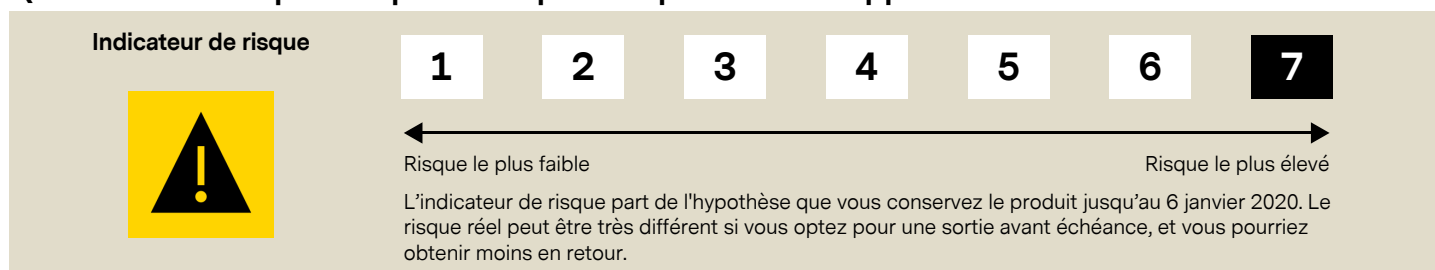 Indicateur de risque
1 2 3 4 5 6 7
Risque le plus faible
Risque le plus élevé
L'indicateur de risque part de l'hypothèse que vous conservez le produit jusqu'au 6 janvier 2020. Le
risque réel peut être très différent si vous optez pour une sortie avant échéance, et vous pourriez
obtenir moins en retour.